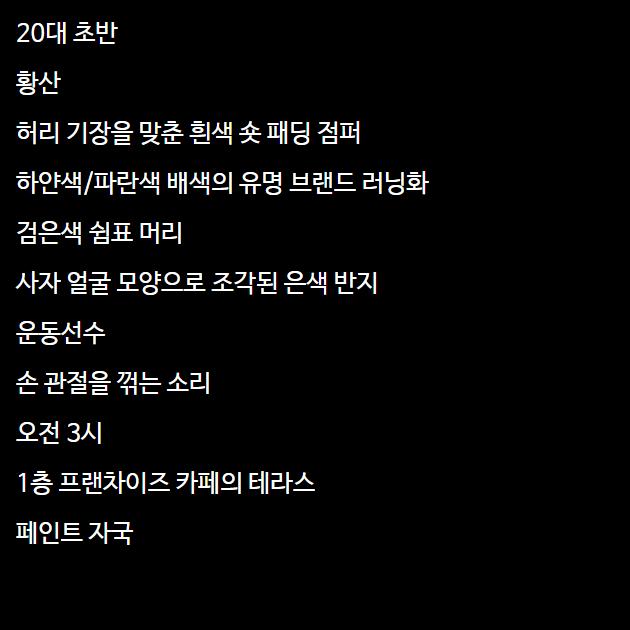 20대 초반
황산
허리 기장을 맞춘 흰색 숏 패딩 점퍼
하얀색/파란색 배색의 유명 브랜드 러닝화
검은색 쉼표 머리
사자 얼굴 모양으로 조각된 은색 반지
운동선수
손 관절을 꺾는 소리
오전 3시
1층 프랜차이즈 카페의 테라스
페인트 자국